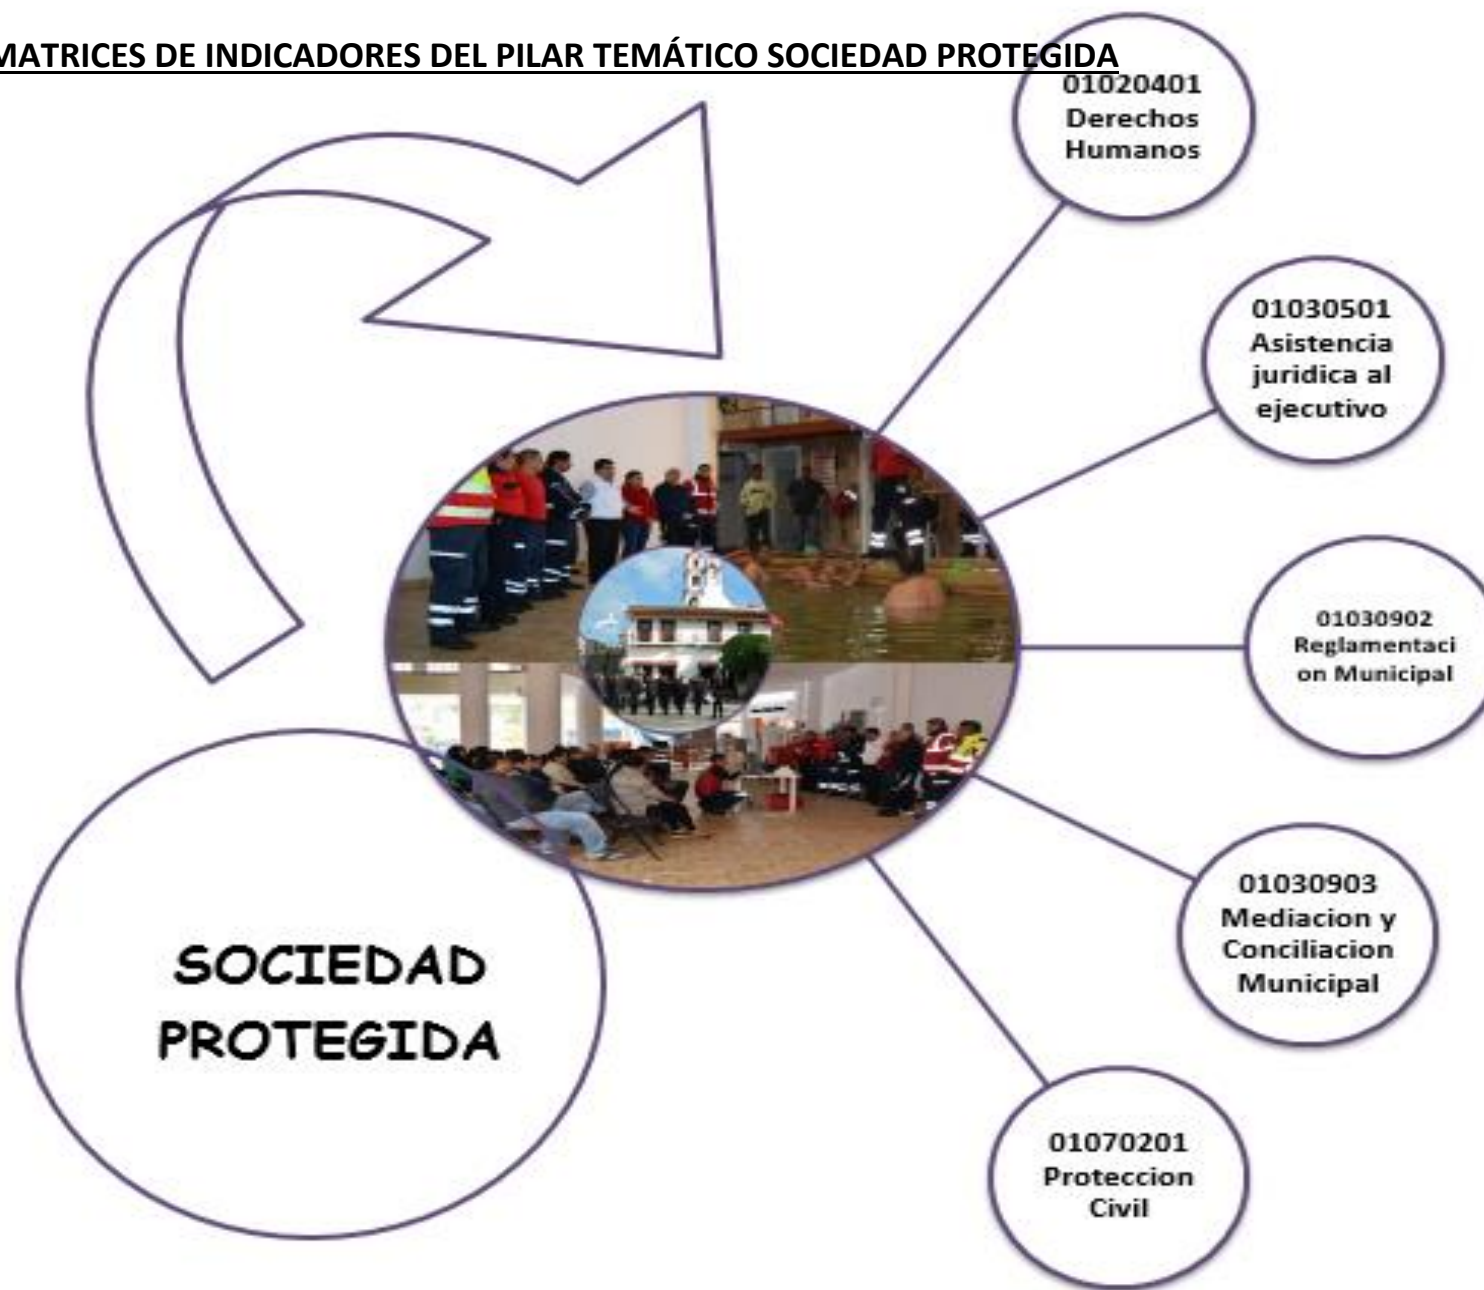 MATRICES DE INDICADORES DEL PILAR TEMÁTICO SOCIEDAD PROTEGIDA
01020401
Derechos
Humanos
01030501
Asistencia
juridica al
ejecutivo
01030902
Reglamentaci
on Municipal
01030903
Mediacion y
Conciliacion
Municipal
01070201
Proteccion
Civil
SOCIEDAD
PROTEGIDA